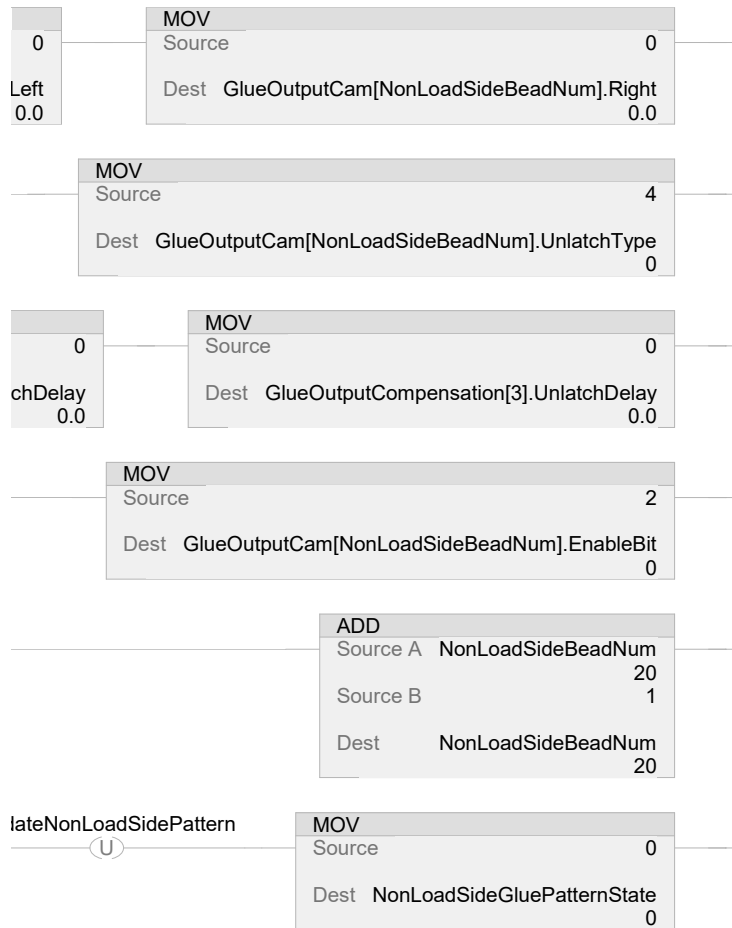 MOV
0 Source 0
Left Dest GlueOutputCam[NonLoadSideBeadNum].Right
0.0 0.0
MOV
Source 4
Dest GlueOutputCam[NonLoadSideBeadNum].UnlatchType
0
MOV
0 Source 0
chDelay Dest GlueOutputCompensation[3].UnlatchDelay
0.0 0.0
MOV
Source 2
Dest GlueOutputCam[NonLoadSideBeadNum].EnableBit
0
ADD
Source A NonLoadSideBeadNum
20
Source B 1
Dest NonLoadSideBeadNum
20
dateNonLoadSidePattern MOV
U Source 0
Dest NonLoadSideGluePatternState
0